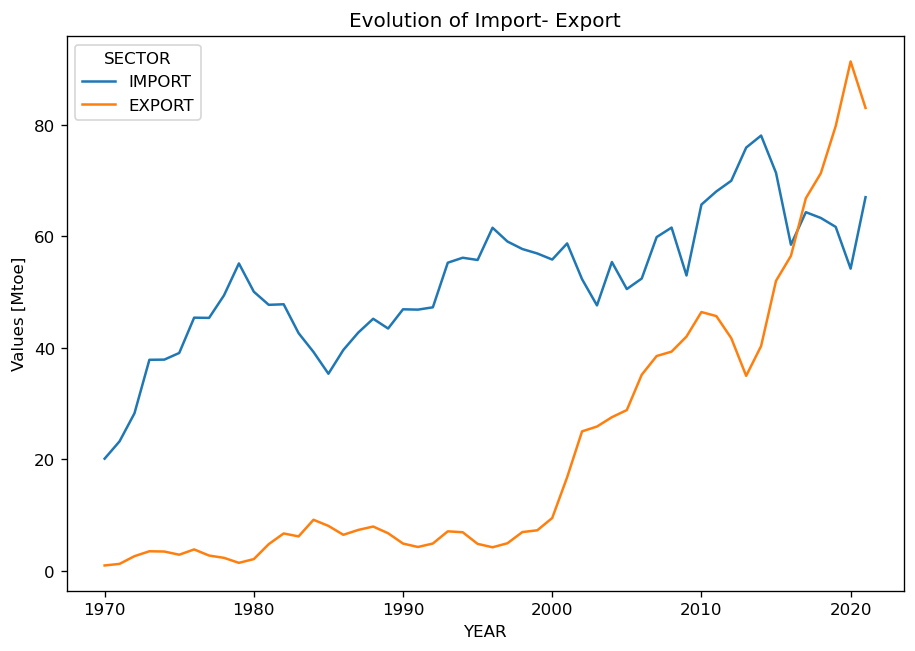 Evolution of Import- Export
SECTOR
IMPORT
EXPORT
Values [Mtoe]
80
60
40
20
0
1970 1980 1990 2000 2010 2020
YEAR